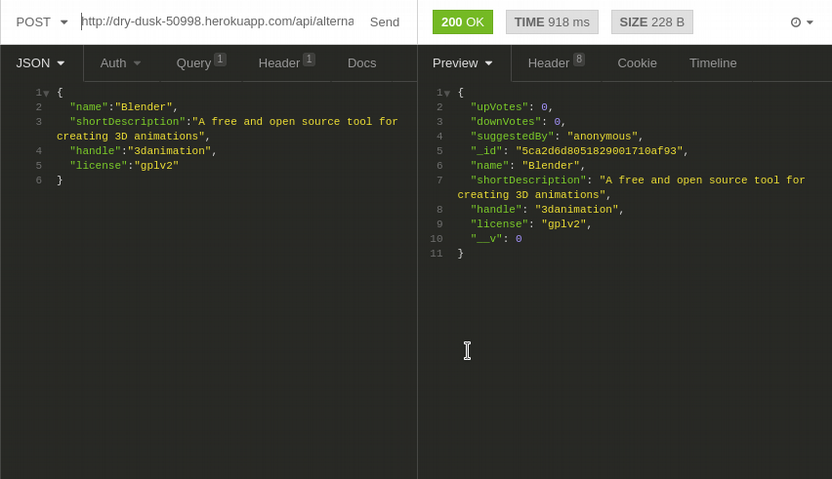 POST http://dry-dusk-50998.herokuapp.com/api/alterna Send
200 OK TIME 918 ms SIZE 228 B
JSON Auth Query 1 Header 1 Docs
Preview Header 8 Cookie Timeline
1 {
2 "name":"Blender",
3 "shortDescription":"A free and open source tool for
creating 3D animations",
4 "handle":"3danimation",
5 "license":"gplv2"
6 }
1 {
2 "upVotes": 0,
3 "downVotes": 0,
4 "suggestedBy": "anonymous",
5 "_id": "5ca2d6d8051829001710af93",
6 "name": "Blender",
7 "shortDescription": "A free and open source tool for
creating 3D animations",
8 "handle": "3danimation",
9 "license": "gplv2",
10 "__v": 0
11 }